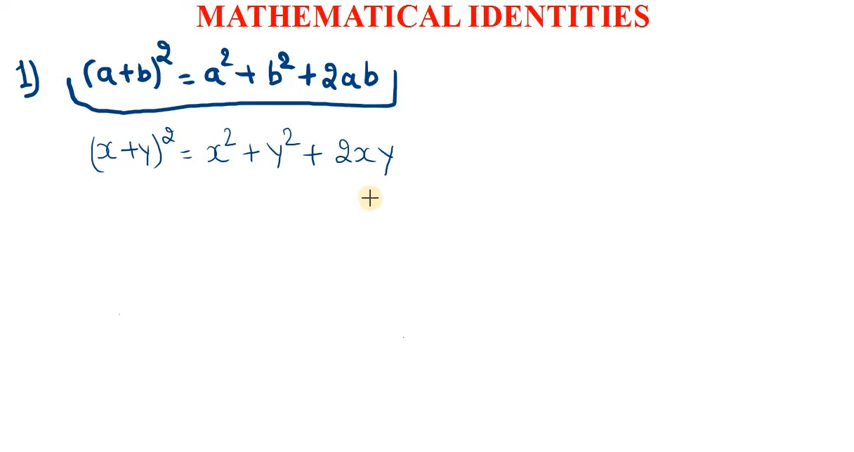 MATHEMATICAL IDENTITIES
1) (a+b)² = a² + b² + 2ab
(x+y)² = x² + y² + 2xy